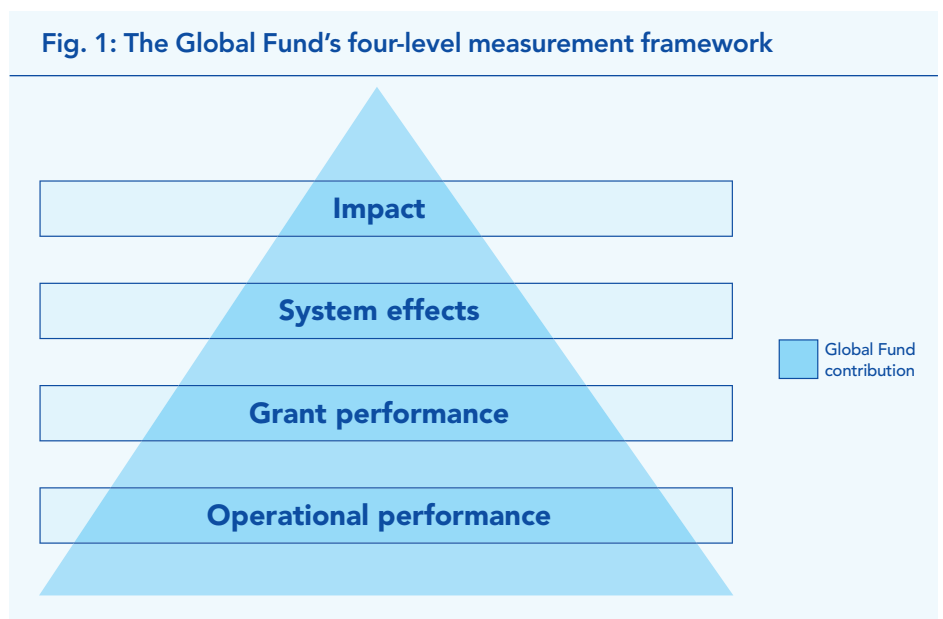 Fig. 1: The Global Fund’s four-level measurement framework
Impact
System effects
Grant performance
Operational performance
Global Fund
contribution